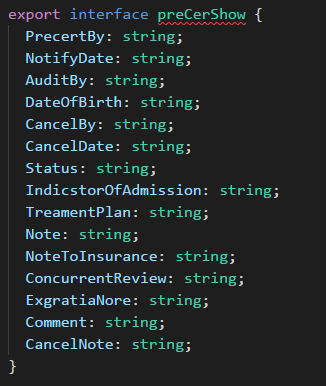 export interface preCerShow {
PrecertBy: string;
NotifyDate: string;
AuditBy: string;
DateOfBirth: string;
CancelBy: string;
CancelDate: string;
Status: string;
IndicstorOfAdmission: string;
TreamentPlan: string;
Note: string;
NoteToInsurance: string;
ConcurrentReview: string;
ExgratiaNore: string;
Comment: string;
CancelNote: string;
}